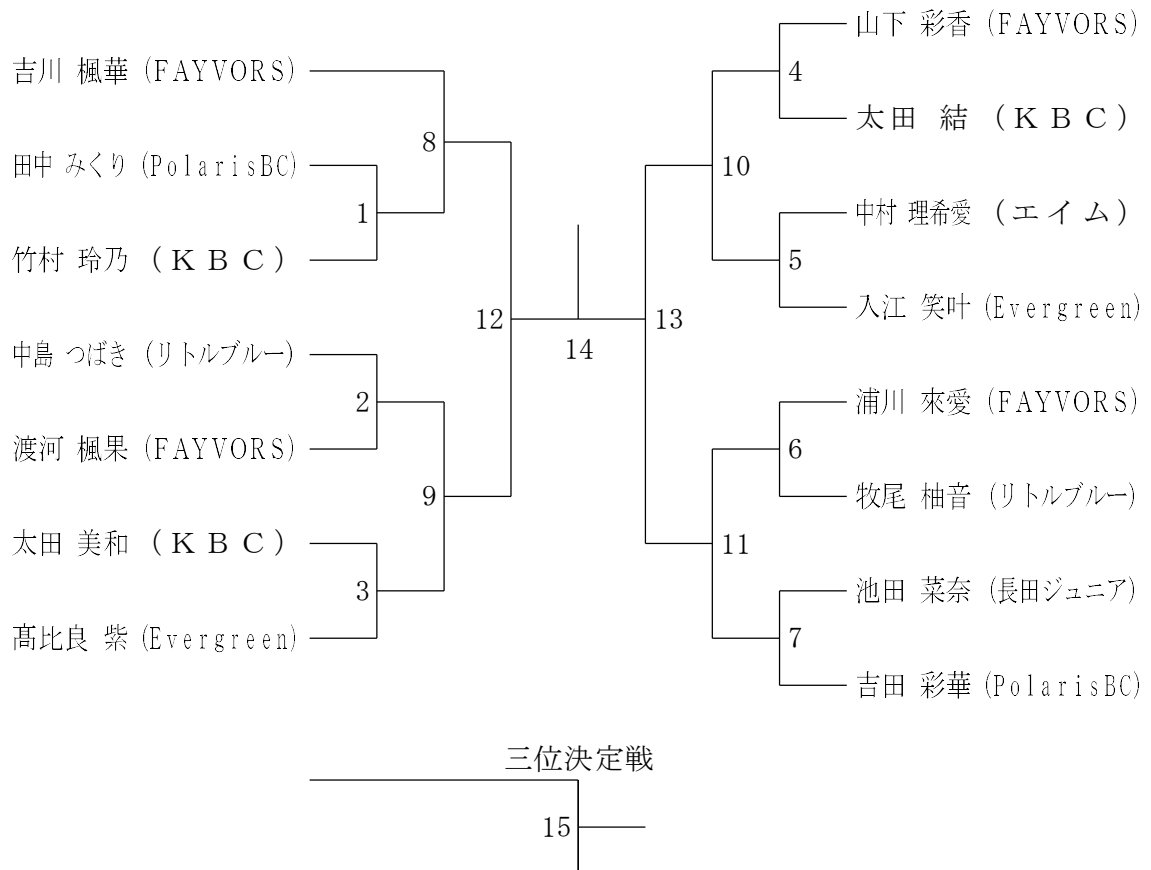 吉川 楓華 (FAYVORS)
田中 みくり (PolarisBC)
竹村 玲乃 (ＫＢＣ)
中島 つばき (リトルブルー)
渡河 楓果 (FAYVORS)
太田 美和 (ＫＢＣ)
髙比良 紫 (Evergreen)
8
1
2
9
3
12
14
13
山下 彩香 (FAYVORS)
4
太田 結 (ＫＢＣ)
10
中村 理希愛 (エイム)
5
入江 笑叶 (Evergreen)
浦川 來愛 (FAYVORS)
6
牧尾 柚音 (リトルブルー)
11
池田 菜奈 (長田ジュニア)
7
吉田 彩華 (PolarisBC)
三位決定戦
15